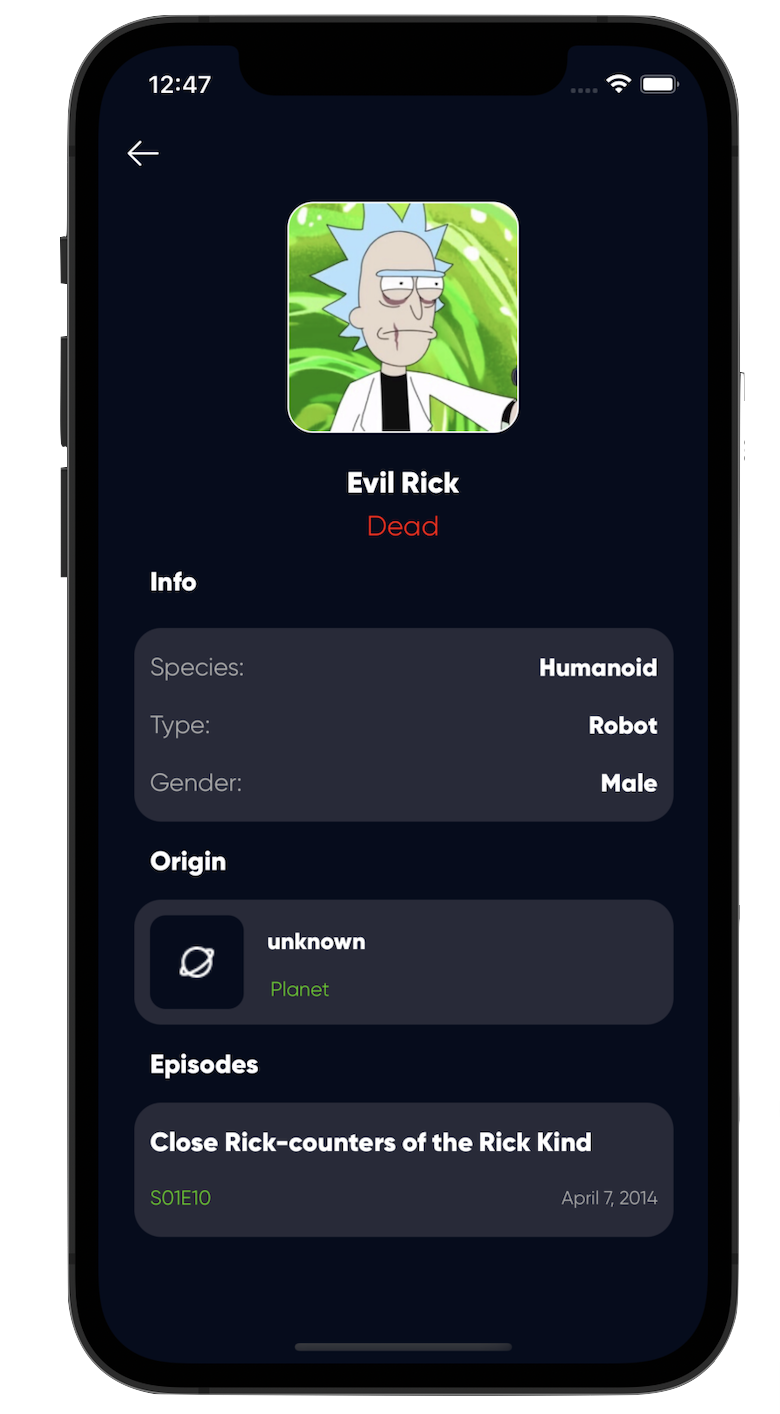 12:47
Evil Rick
Dead
Info
Species: Humanoid
Type: Robot
Gender: Male
Origin
unknown
Planet
Episodes
Close Rick-counters of the Rick Kind
S01E10 April 7, 2014